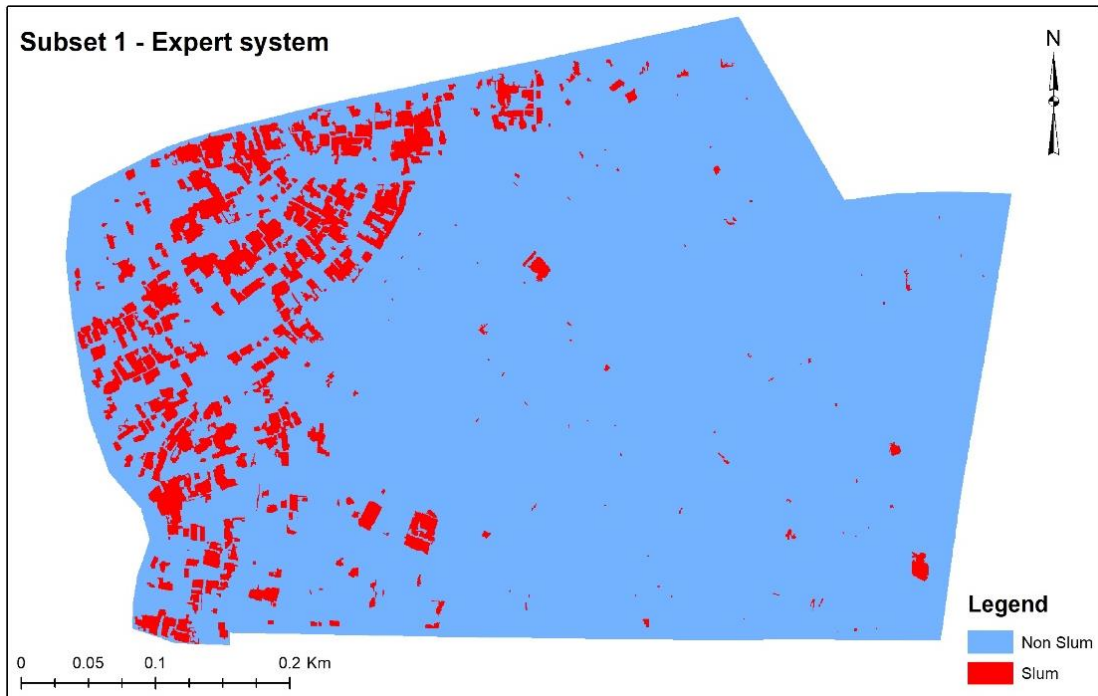 Subset 1 - Expert system
N
Legend
Non Slum
Slum
0 0.05 0.1 0.2 Km